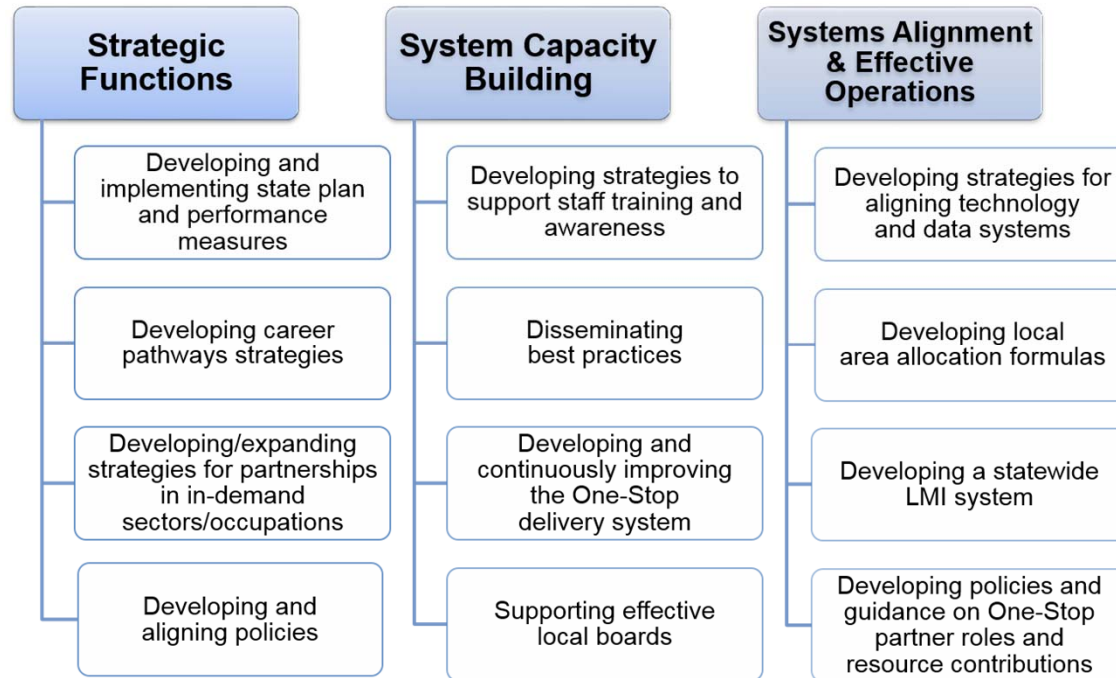 Strategic
Functions
Developing and
implementing state plan
and performance
measures
Developing career
pathways strategies
Developing/expanding
strategies for partnerships
in in-demand
sectors/occupations
Developing and
aligning policies
System Capacity
Building
Developing strategies to
support staff training and
awareness
Disseminating
best practices
Developing and
continuously improving
the One-Stop
delivery system
Supporting effective
local boards
Systems Alignment
& Effective
Operations
Developing strategies for
aligning technology
and data systems
Developing local
area allocation formulas
Developing a statewide
LMI system
Developing policies and
guidance on One-Stop
partner roles and
resource contributions